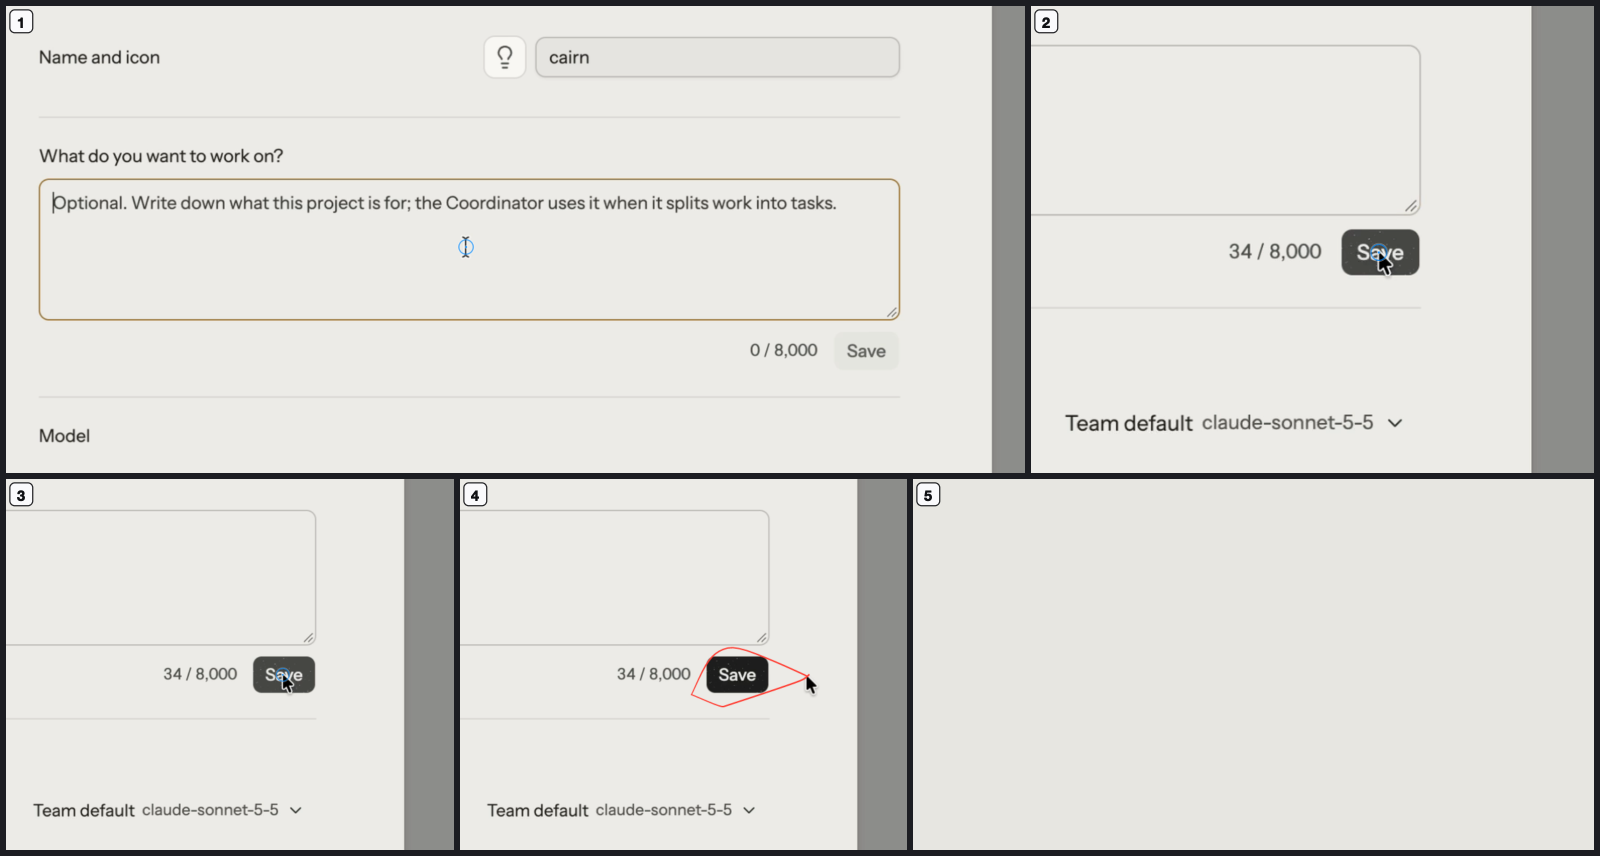 1
Name and icon
cairn
What do you want to work on?
Optional. Write down what this project is for; the Coordinator uses it when it splits work into tasks.
0 / 8,000
Save
Model
2
34 / 8,000
Save
Team default claude-sonnet-5-5
3
34 / 8,000
Save
Team default claude-sonnet-5-5
4
34 / 8,000
Save
Team default claude-sonnet-5-5
5